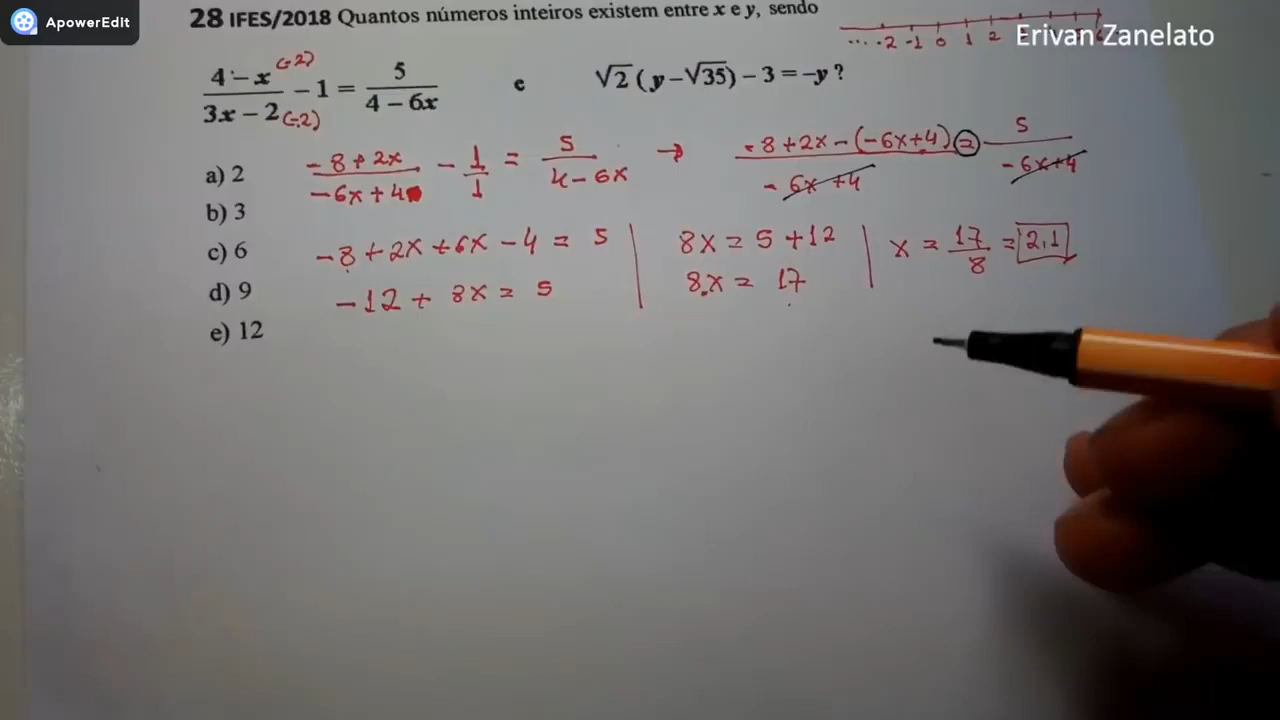 ApowerEdit
28 IFES/2018 Quantos números inteiros existem entre x e y, sendo
Erivan Zanelato
... -2 -1 0 1 2
(4 - x)/(3x - 2) - 1 = 5/(4 - 6x) e √2(y - √35) - 3 = -y?
(-2)
(-2)
(-8 + 2x)/(-6x + 4) - 1/1 = 5/(4 - 6x) → (-8 + 2x - (-6x + 4))/(-6x + 4) = 5/(-6x + 4)
a) 2
b) 3
c) 6
d) 9
e) 12
-8 + 2x + 6x - 4 = 5
-12 + 8x = 5
8x = 5 + 12
8x = 17
x = 17/8 = 2,1